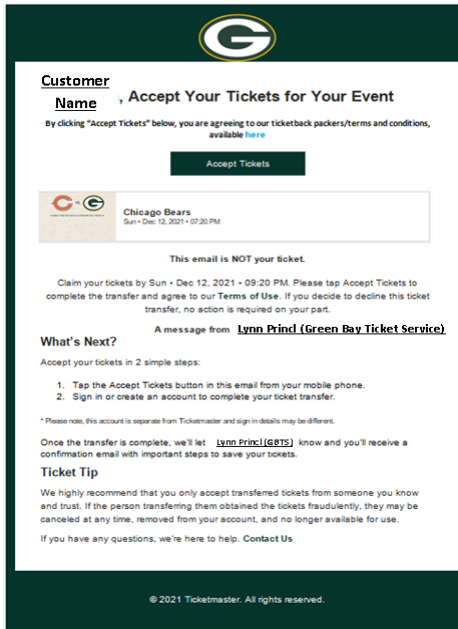 G
Customer
Name
, Accept Your Tickets for Your Event
By clicking "Accept Tickets" below, you are agreeing to our ticketback packers/terms and conditions,
available here
Accept Tickets
C vs G
Chicago Bears
Sun • Dec 12, 2021 • 07:20 PM
This email is NOT your ticket.
Claim your tickets by Sun • Dec 12, 2021 • 09:20 PM. Please tap Accept Tickets to
complete the transfer and agree to our Terms of Use. If you decide to decline this ticket
transfer, no action is required on your part.
A message from Lynn Princl (Green Bay Ticket Service)
What's Next?
Accept your tickets in 2 simple steps:
1. Tap the Accept Tickets button in this email from your mobile phone.
2. Sign in or create an account to complete your ticket transfer.
* Please note, this account is separate from Ticketmaster and sign in details may be different.
Once the transfer is complete, we'll let Lynn Princl (GBTS) know and you'll receive a
confirmation email with important steps to save your tickets.
Ticket Tip
We highly recommend that you only accept transferred tickets from someone you know
and trust. If the person transferring them obtained the tickets fraudulently, they may be
canceled at any time, removed from your account, and no longer available for use.
If you have any questions, we're here to help. Contact Us
© 2021 Ticketmaster. All rights reserved.